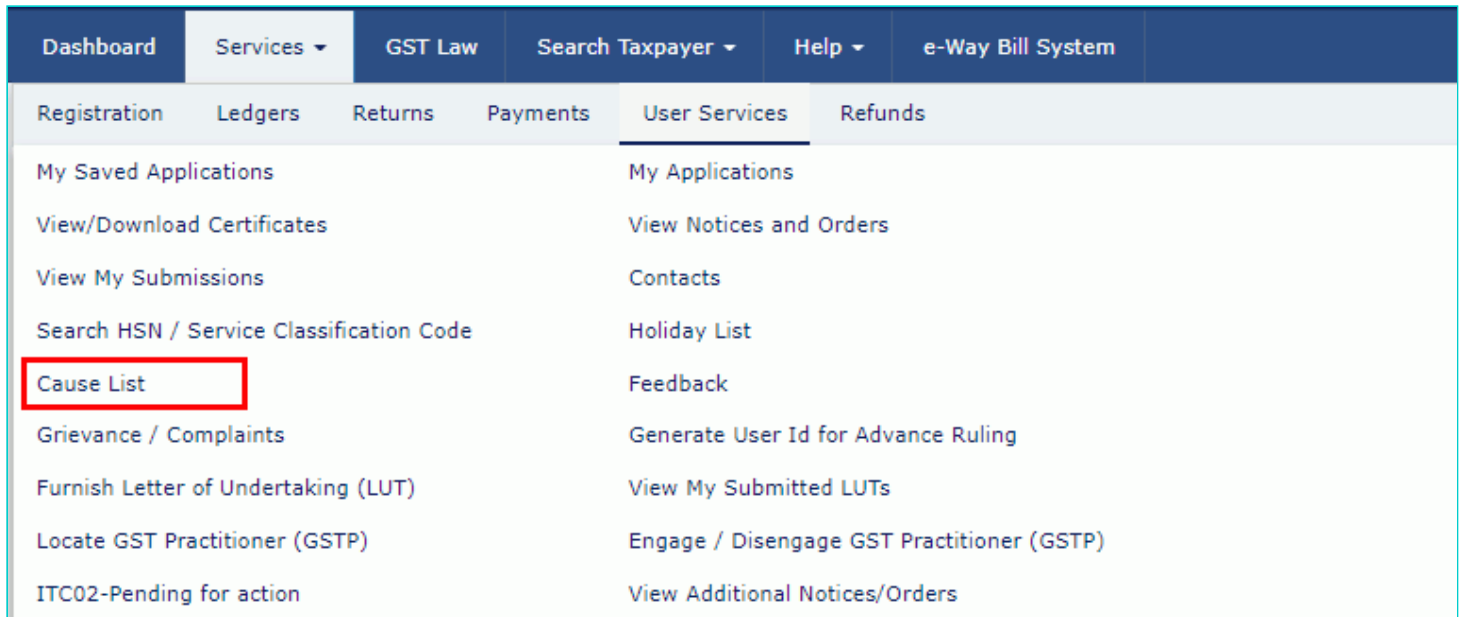 Dashboard Services GST Law Search Taxpayer Help e-Way Bill System
Registration Ledgers Returns Payments User Services Refunds
My Saved Applications My Applications
View/Download Certificates View Notices and Orders
View My Submissions Contacts
Search HSN / Service Classification Code Holiday List
Cause List Feedback
Grievance / Complaints Generate User Id for Advance Ruling
Furnish Letter of Undertaking (LUT) View My Submitted LUTs
Locate GST Practitioner (GSTP) Engage / Disengage GST Practitioner (GSTP)
ITC02-Pending for action View Additional Notices/Orders